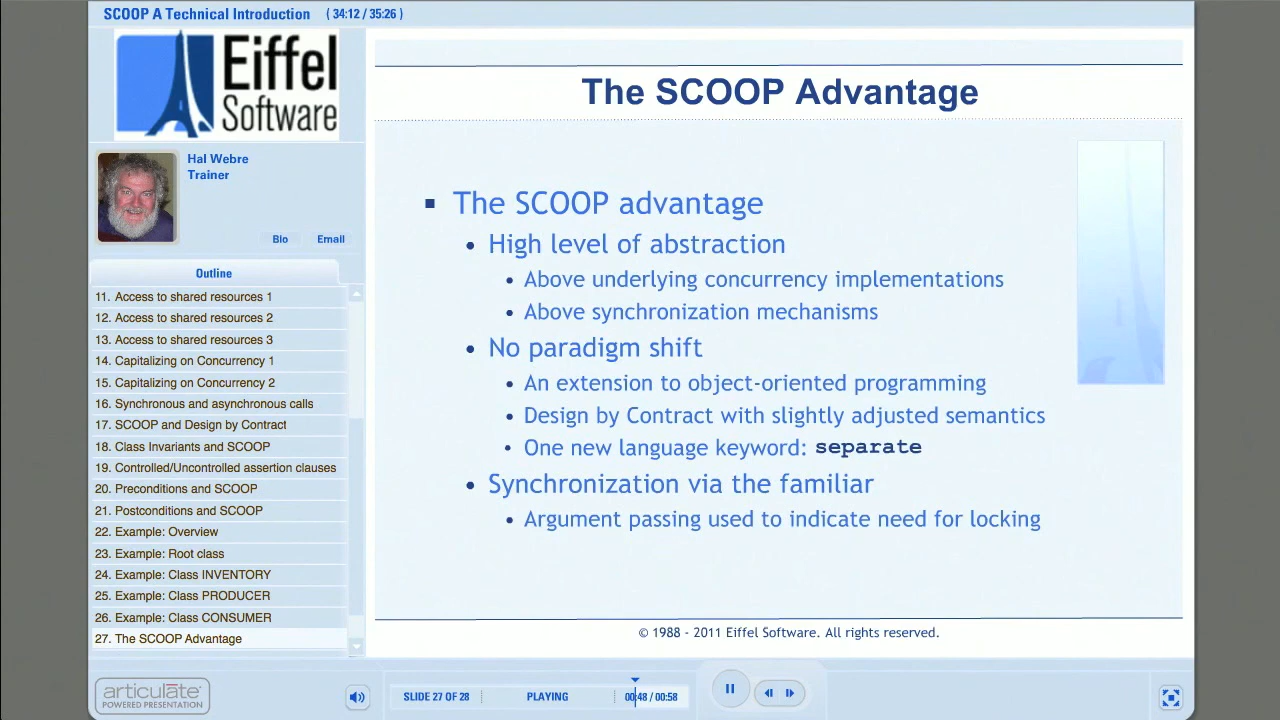 SCOOP A Technical Introduction ( 34:12 / 35:26 )
Eiffel
Software
Hal Webre
Trainer
Bio Email
Outline
11. Access to shared resources 1
12. Access to shared resources 2
13. Access to shared resources 3
14. Capitalizing on Concurrency 1
15. Capitalizing on Concurrency 2
16. Synchronous and asynchronous calls
17. SCOOP and Design by Contract
18. Class Invariants and SCOOP
19. Controlled/Uncontrolled assertion clauses
20. Preconditions and SCOOP
21. Postconditions and SCOOP
22. Example: Overview
23. Example: Root class
24. Example: Class INVENTORY
25. Example: Class PRODUCER
26. Example: Class CONSUMER
27. The SCOOP Advantage
The SCOOP Advantage
▪ The SCOOP advantage
• High level of abstraction
• Above underlying concurrency implementations
• Above synchronization mechanisms
• No paradigm shift
• An extension to object-oriented programming
• Design by Contract with slightly adjusted semantics
• One new language keyword: separate
• Synchronization via the familiar
• Argument passing used to indicate need for locking
© 1988 - 2011 Eiffel Software. All rights reserved.
articulate
POWERED PRESENTATION
SLIDE 27 OF 28 PLAYING 00:48 / 00:58